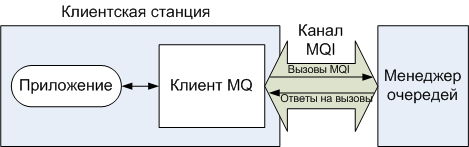 Клиентская станция
Канал
MQI
Приложение
Клиент MQ
Вызовы MQI
Ответы на вызовы
Менеджер
очередей